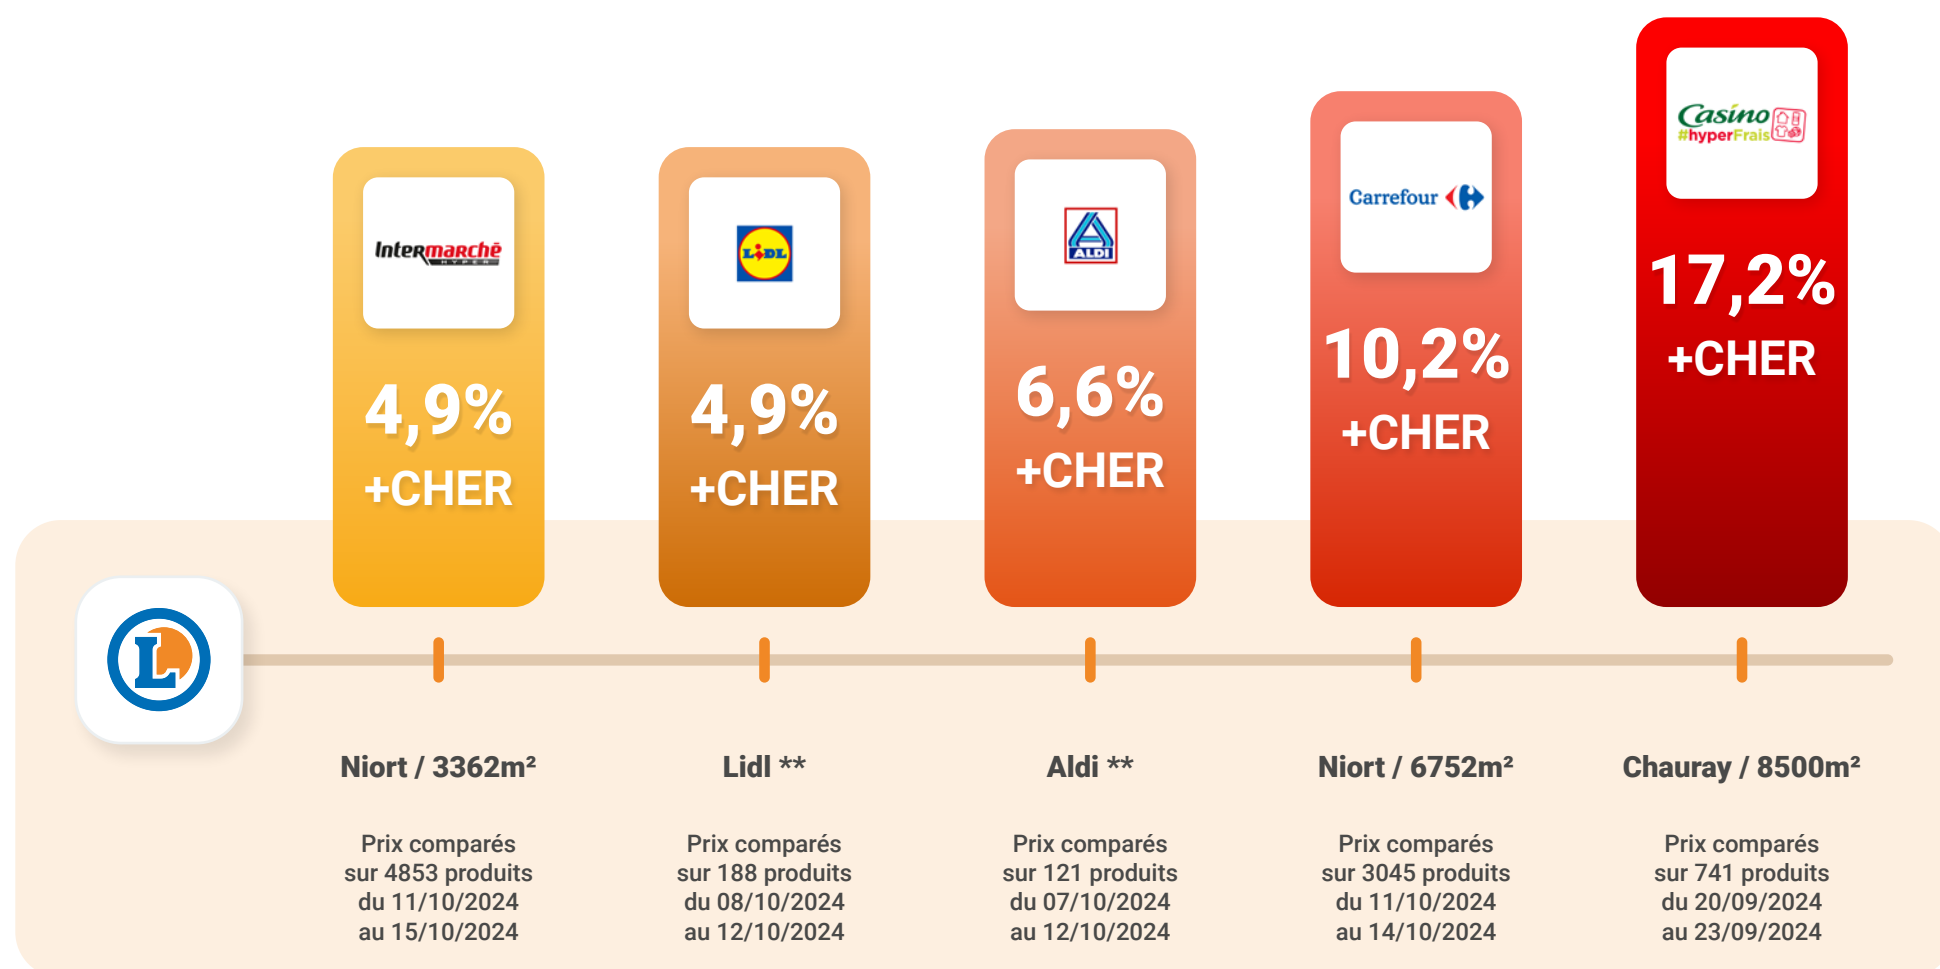 Intermarchē
HYPER
4,9%
+CHER
LiDL
4,9%
+CHER
ALDI
6,6%
+CHER
Carrefour
10,2%
+CHER
Casino
#hyperFrais
17,2%
+CHER
L
Niort / 3362m²
Prix comparés
sur 4853 produits
du 11/10/2024
au 15/10/2024
Lidl **
Prix comparés
sur 188 produits
du 08/10/2024
au 12/10/2024
Aldi **
Prix comparés
sur 121 produits
du 07/10/2024
au 12/10/2024
Niort / 6752m²
Prix comparés
sur 3045 produits
du 11/10/2024
au 14/10/2024
Chauray / 8500m²
Prix comparés
sur 741 produits
du 20/09/2024
au 23/09/2024